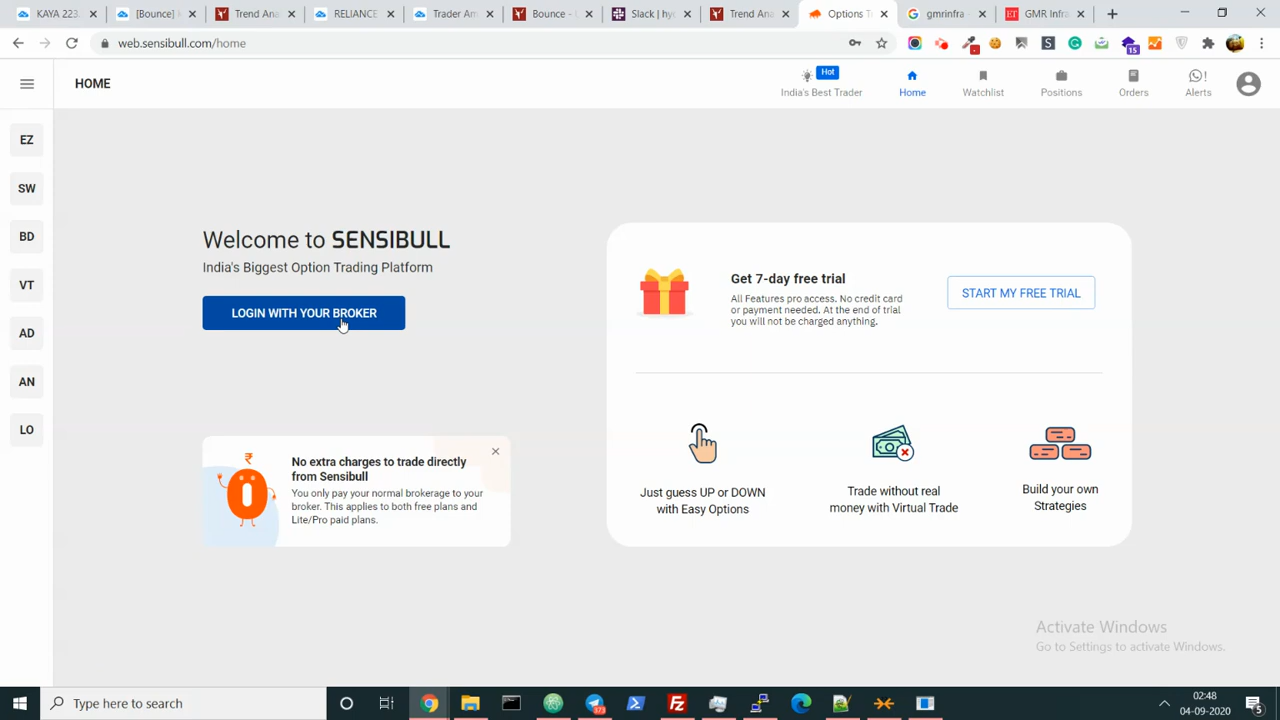 KAYA 223.
[Bounce] M
Trend Ana
RELIANCE
Trader Am
Bounce - U
Slack | hyu
Trend Ana
Options Tr
gmrinfra
GMR Infra
web.sensibull.com/home
15
HOME
Hot
India's Best Trader
Home
Watchlist
Positions
Orders
Alerts
EZ
SW
BD
VT
AD
AN
LO
Welcome to SENSIBULL
India's Biggest Option Trading Platform
LOGIN WITH YOUR BROKER
Get 7-day free trial
All Features pro access. No credit card
or payment needed. At the end of trial
you will not be charged anything.
START MY FREE TRIAL
No extra charges to trade directly
from Sensibull
You only pay your normal brokerage to your
broker. This applies to both free plans and
Lite/Pro paid plans.
Just guess UP or DOWN
with Easy Options
Trade without real
money with Virtual Trade
Build your own
Strategies
Activate Windows
Go to Settings to activate Windows.
Type here to search
02:48
04-09-2020
5